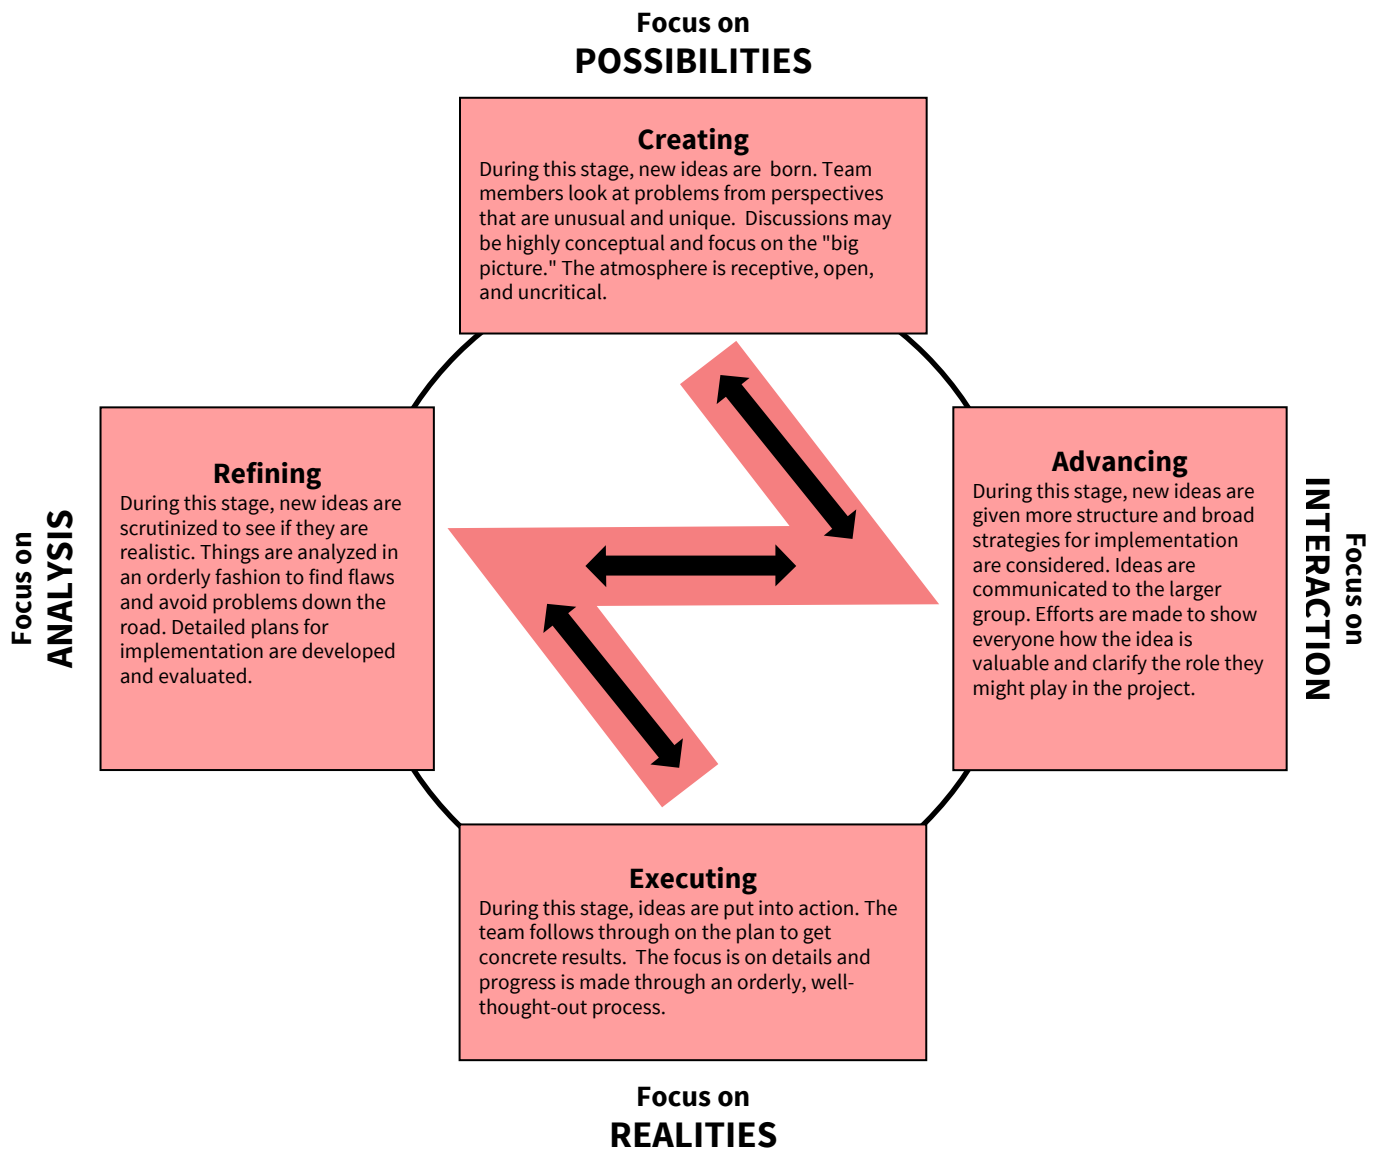 Focus on
POSSIBILITIES
Creating
During this stage, new ideas are  born. Team
members look at problems from perspectives
that are unusual and unique.  Discussions may
be highly conceptual and focus on the "big
picture." The atmosphere is receptive, open,
and uncritical.
Focus on
ANALYSIS
Refining
During this stage, new ideas are
scrutinized to see if they are
realistic. Things are analyzed in
an orderly fashion to find flaws
and avoid problems down the
road. Detailed plans for
implementation are developed
and evaluated.
Advancing
During this stage, new ideas are
given more structure and broad
strategies for implementation
are considered. Ideas are
communicated to the larger
group. Efforts are made to show
everyone how the idea is
valuable and clarify the role they
might play in the project.
Focus on
INTERACTION
Executing
During this stage, ideas are put into action. The
team follows through on the plan to get
concrete results.  The focus is on details and
progress is made through an orderly, well-
thought-out process.
Focus on
REALITIES